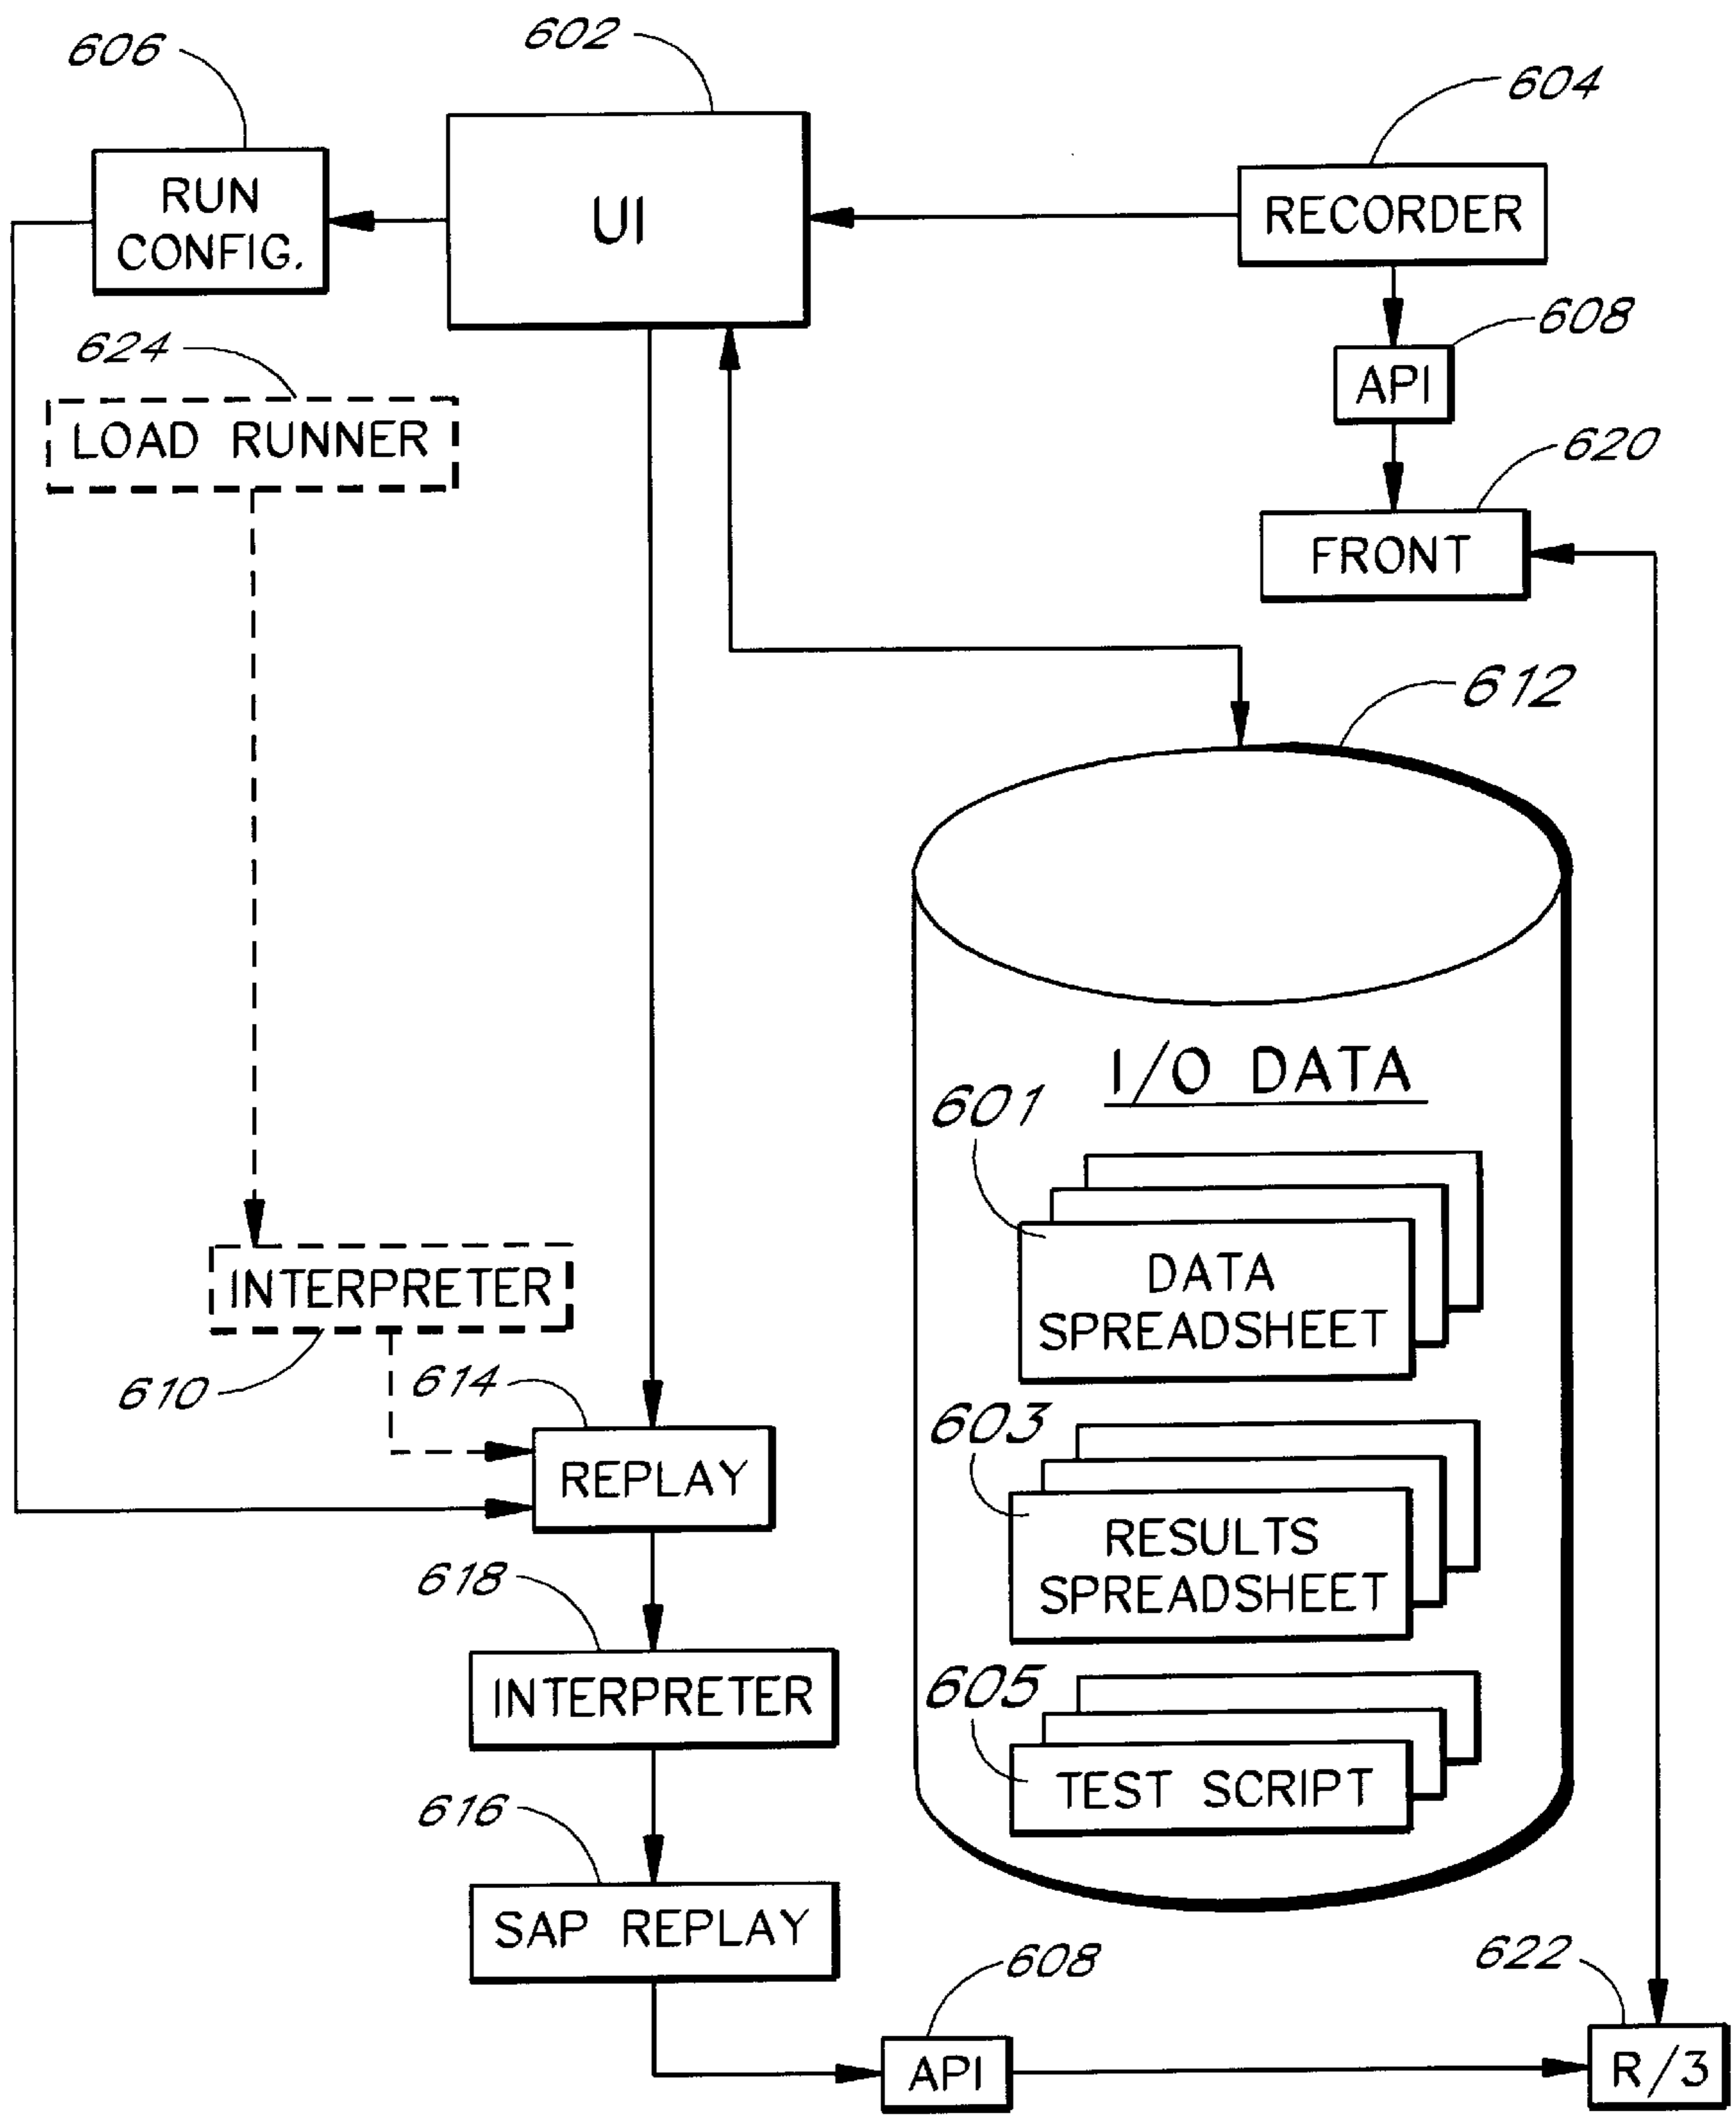 602
606
604
RUN
CONFIG.
UI
RECORDER
608
624
API
LOAD RUNNER
620
FRONT
612
I/O DATA
601
DATA
SPREADSHEET
INTERPRETER
610
614
603
REPLAY
RESULTS
SPREADSHEET
618
INTERPRETER
605
TEST SCRIPT
616
SAP REPLAY
608
622
API
R/3